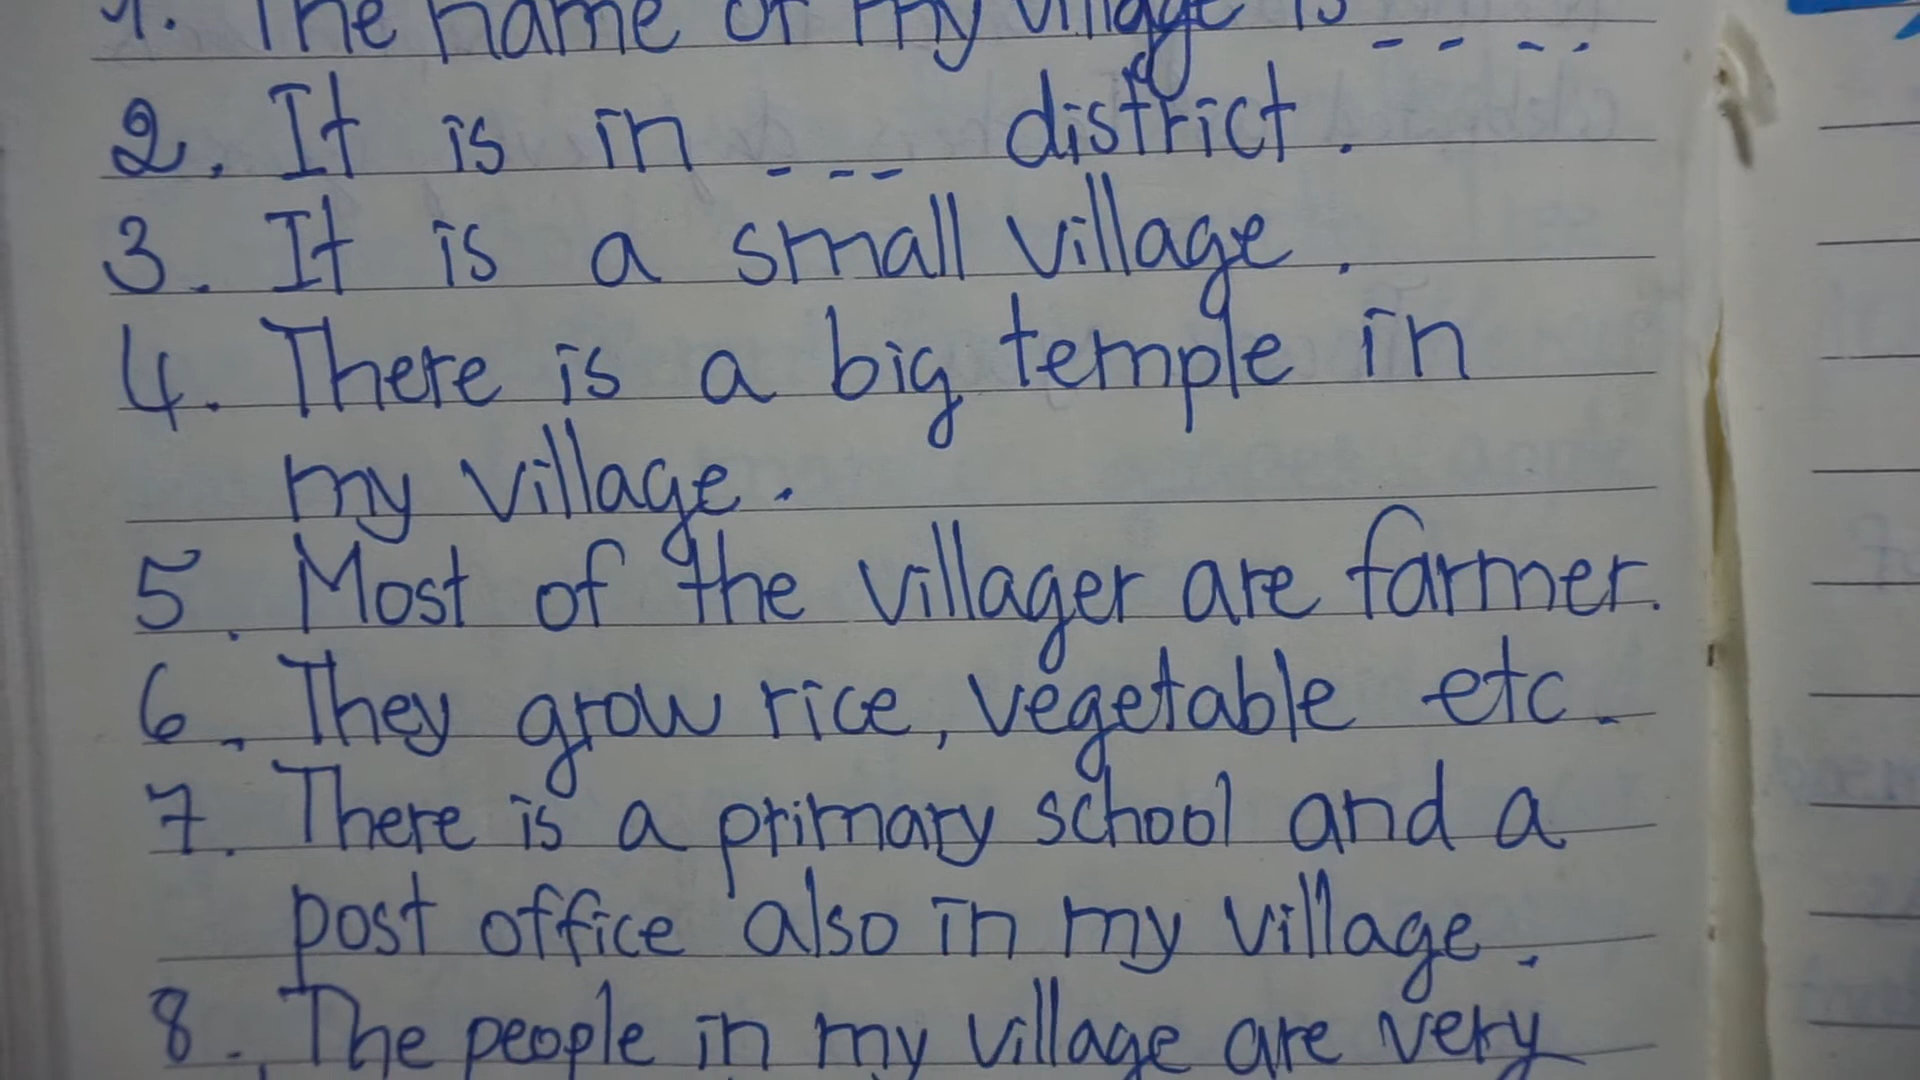 1. The name of my village is ----
2. It is in --- district.
3. It is a small village.
4. There is a big temple in
my village.
5. Most of the villager are farmer.
6. They grow rice, vegetable etc.
7. There is a primary school and a
post office also in my village.
8. The people in my village are very